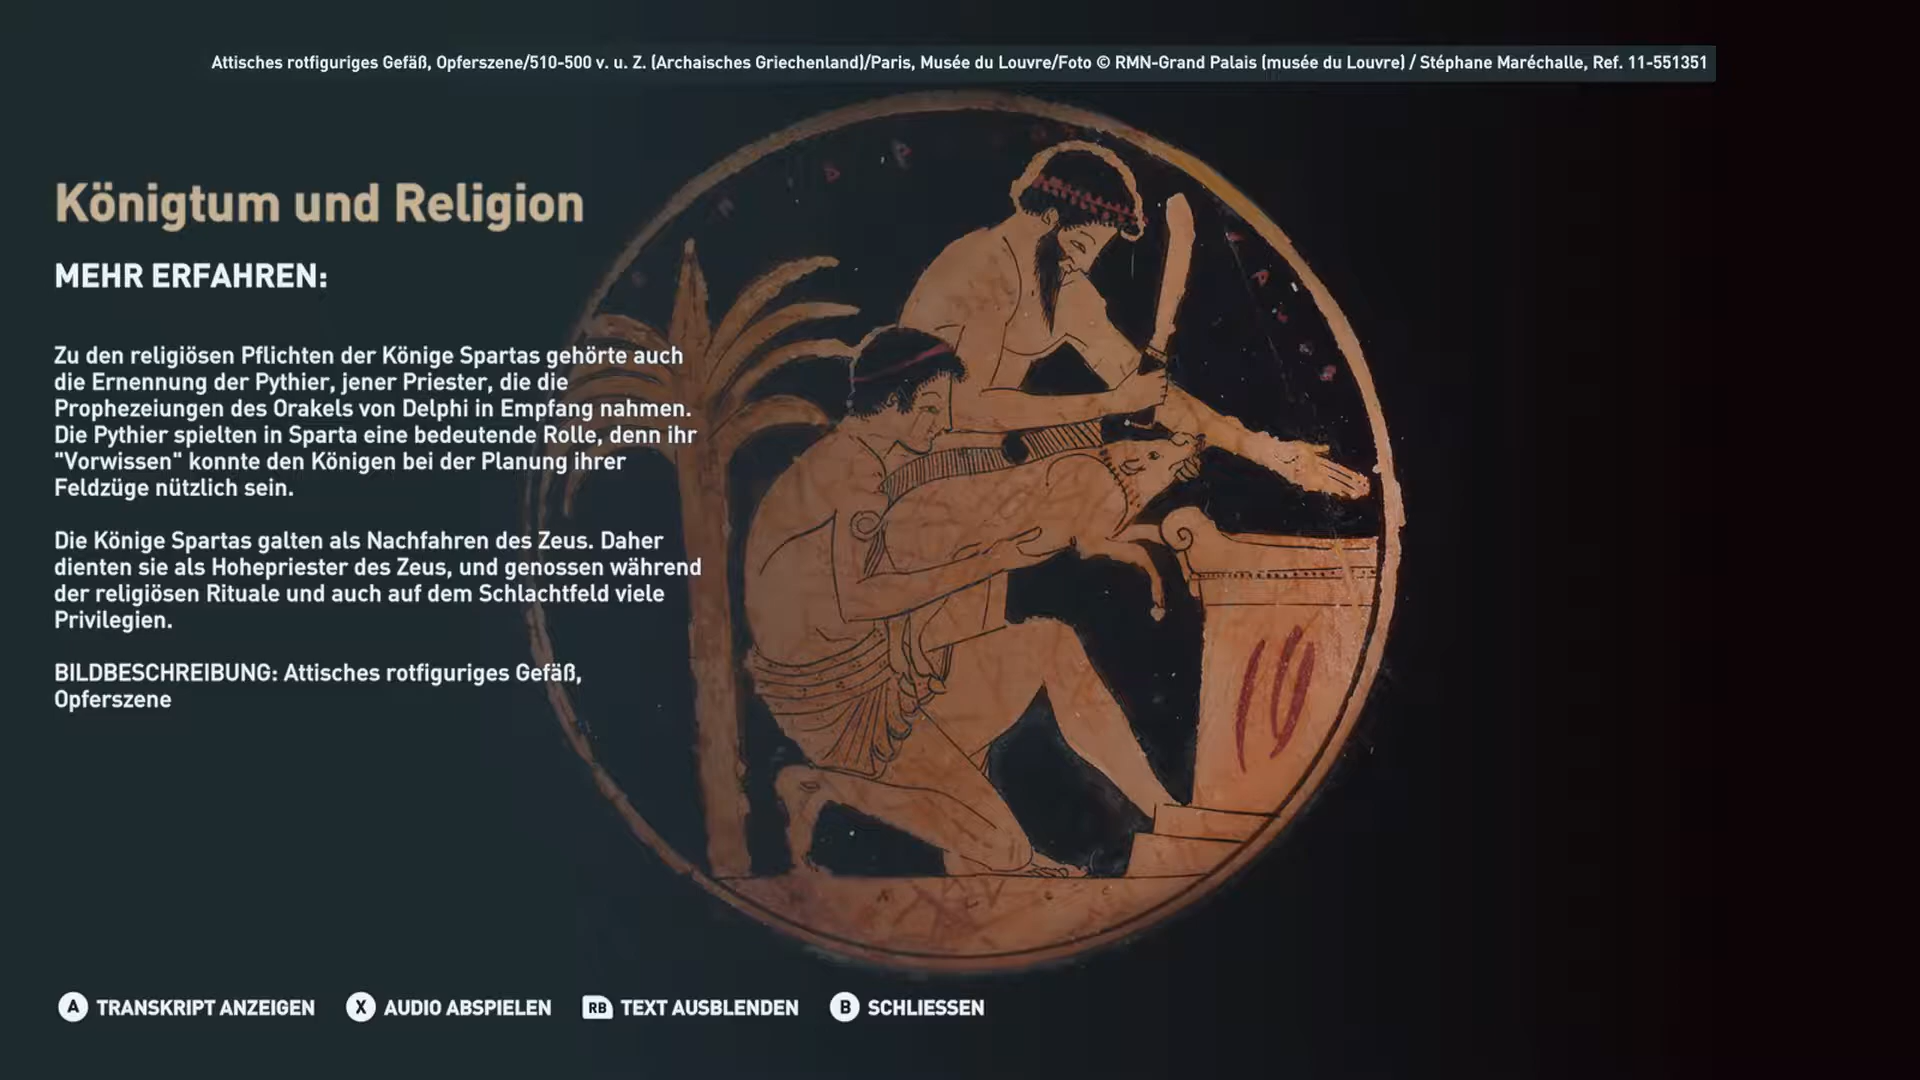 Attisches rotfiguriges Gefäß, Opferszene/510-500 v. u. Z. (Archaisches Griechenland)/Paris, Musée du Louvre/Foto © RMN-Grand Palais (musée du Louvre) / Stéphane Maréchalle, Ref. 11-551351
Königtum und Religion
MEHR ERFAHREN:
Zu den religiösen Pflichten der Könige Spartas gehörte auch
die Ernennung der Pythier, jener Priester, die die
Prophezeiungen des Orakels von Delphi in Empfang nahmen.
Die Pythier spielten in Sparta eine bedeutende Rolle, denn ihr
"Vorwissen" konnte den Königen bei der Planung ihrer
Feldzüge nützlich sein.
Die Könige Spartas galten als Nachfahren des Zeus. Daher
dienten sie als Hohepriester des Zeus, und genossen während
der religiösen Rituale und auch auf dem Schlachtfeld viele
Privilegien.
BILDBESCHREIBUNG: Attisches rotfiguriges Gefäß,
Opferszene
A TRANSKRIPT ANZEIGEN X AUDIO ABSPIELEN RB TEXT AUSBLENDEN B SCHLIESSEN